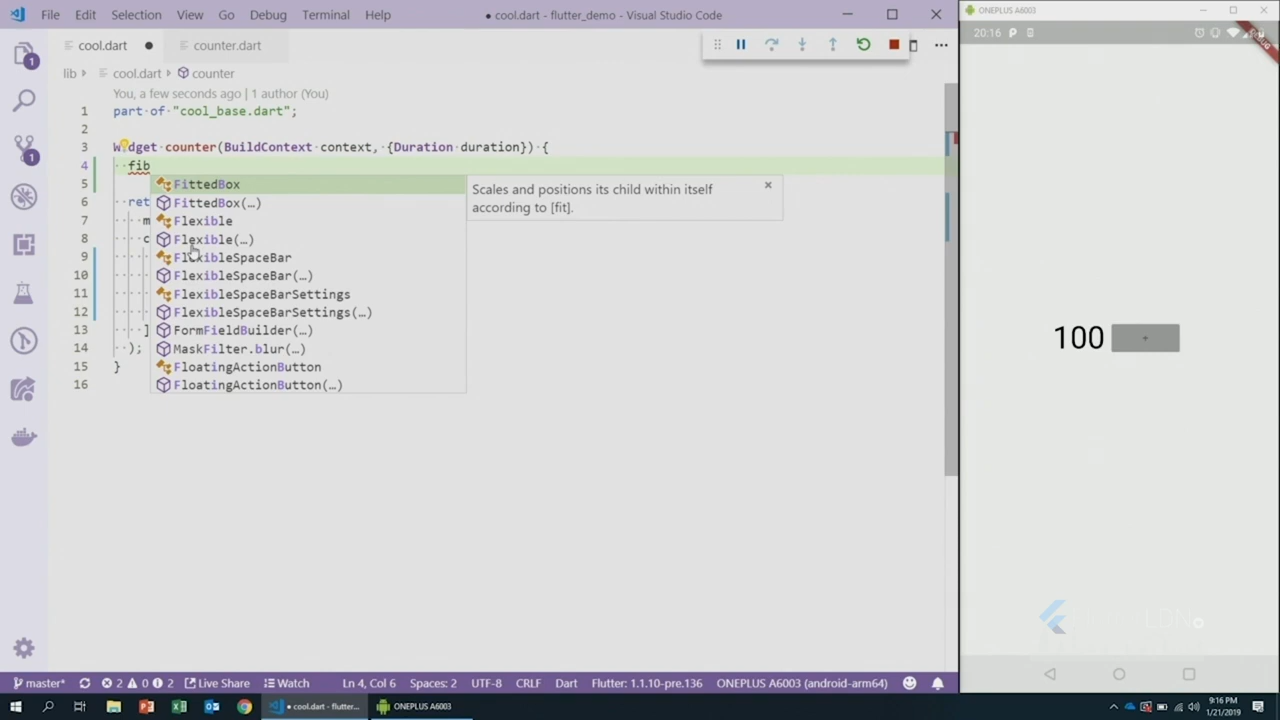 File Edit Selection View Go Debug Terminal Help
● cool.dart - flutter_demo - Visual Studio Code
ONEPLUS A6003
cool.dart ●
counter.dart
lib cool.dart counter
You, a few seconds ago | 1 author (You)
1 part of "cool_base.dart";
2
3 Widget counter(BuildContext context, {Duration duration}) {
4 fib
5
6 ret
7 m
8 c
9
10
11
12
13 ]
14 );
15 }
16
FittedBox
FittedBox(…)
Flexible
Flexible(…)
FlexibleSpaceBar
FlexibleSpaceBar(…)
FlexibleSpaceBarSettings
FlexibleSpaceBarSettings(…)
FormFieldBuilder(…)
MaskFilter.blur(…)
FloatingActionButton
FloatingActionButton(…)
Scales and positions its child within itself
according to [fit].
1
1
20:16
100 +
LDN
master* 2 0 2 Live Share Watch Ln 4, Col 6 Spaces: 2 UTF-8 CRLF Dart Flutter: 1.1.10-pre.136 ONEPLUS A6003 (android-arm64)
● cool.dart - flutter...
ONEPLUS A6003
9:16 PM
1/21/2019